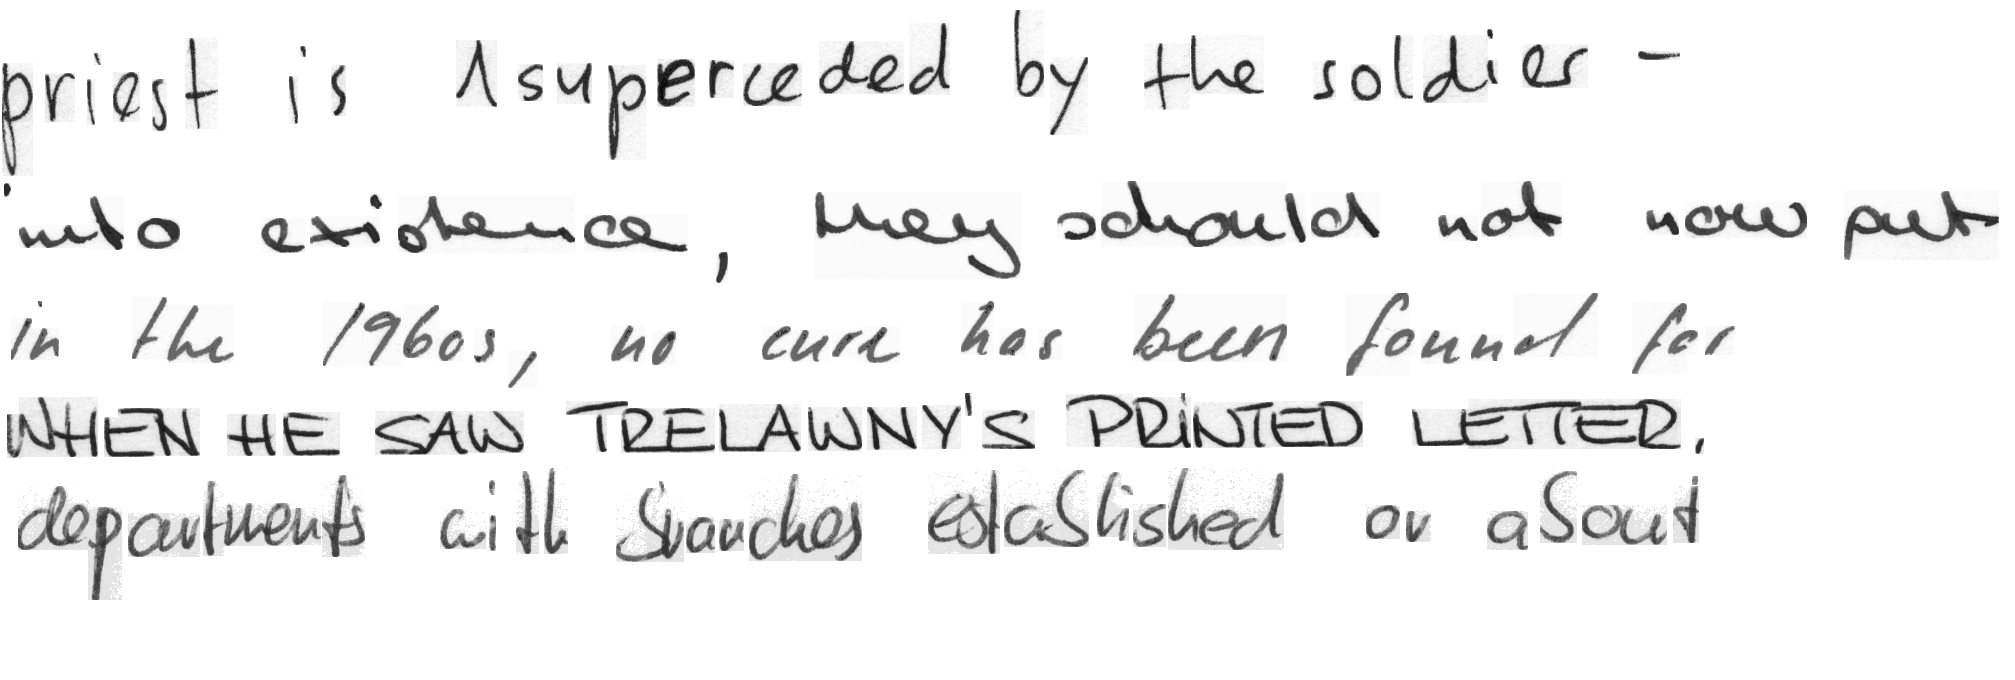 priest is 1superceded by the soldier -
into existence, they should not now put
in the 1960s, no cure has been found for
WHEN HE SAW TRELAWNY'S PRINTED LETTER.
departments with branches established or about